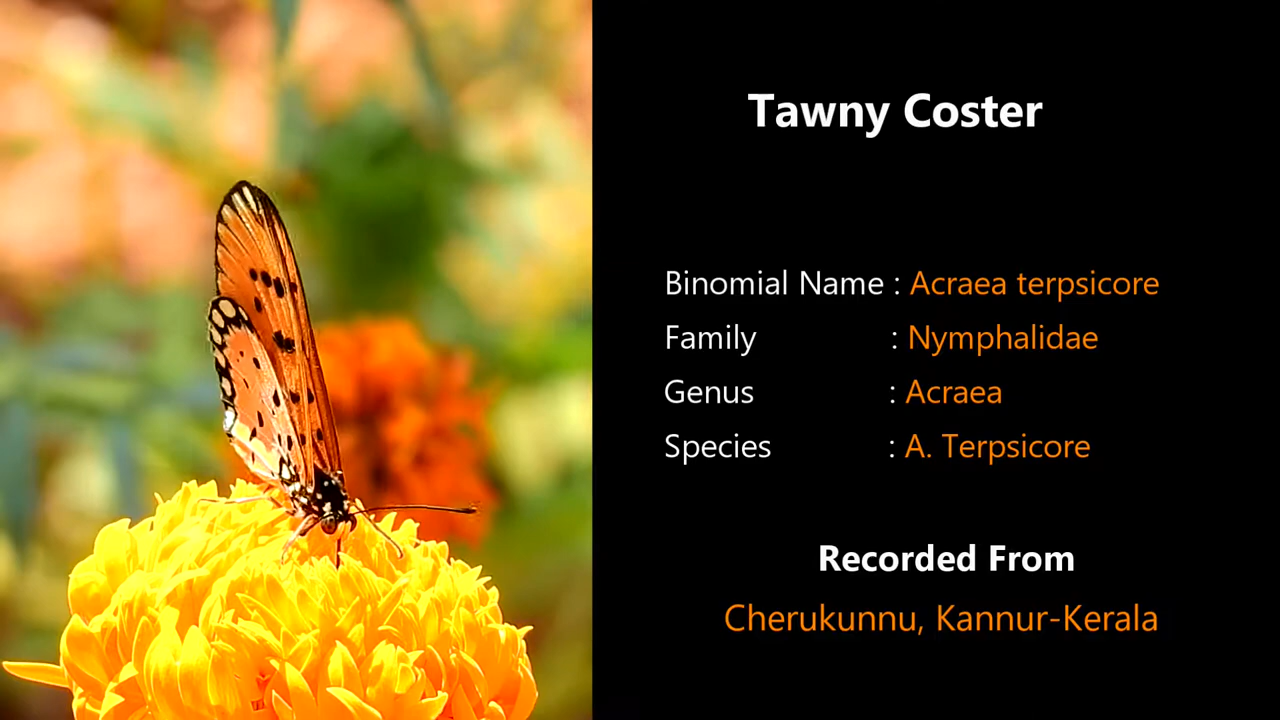 Tawny Coster
Binomial Name : Acraea terpsicore
Family : Nymphalidae
Genus : Acraea
Species : A. Terpsicore
Recorded From
Cherukunnu, Kannur-Kerala